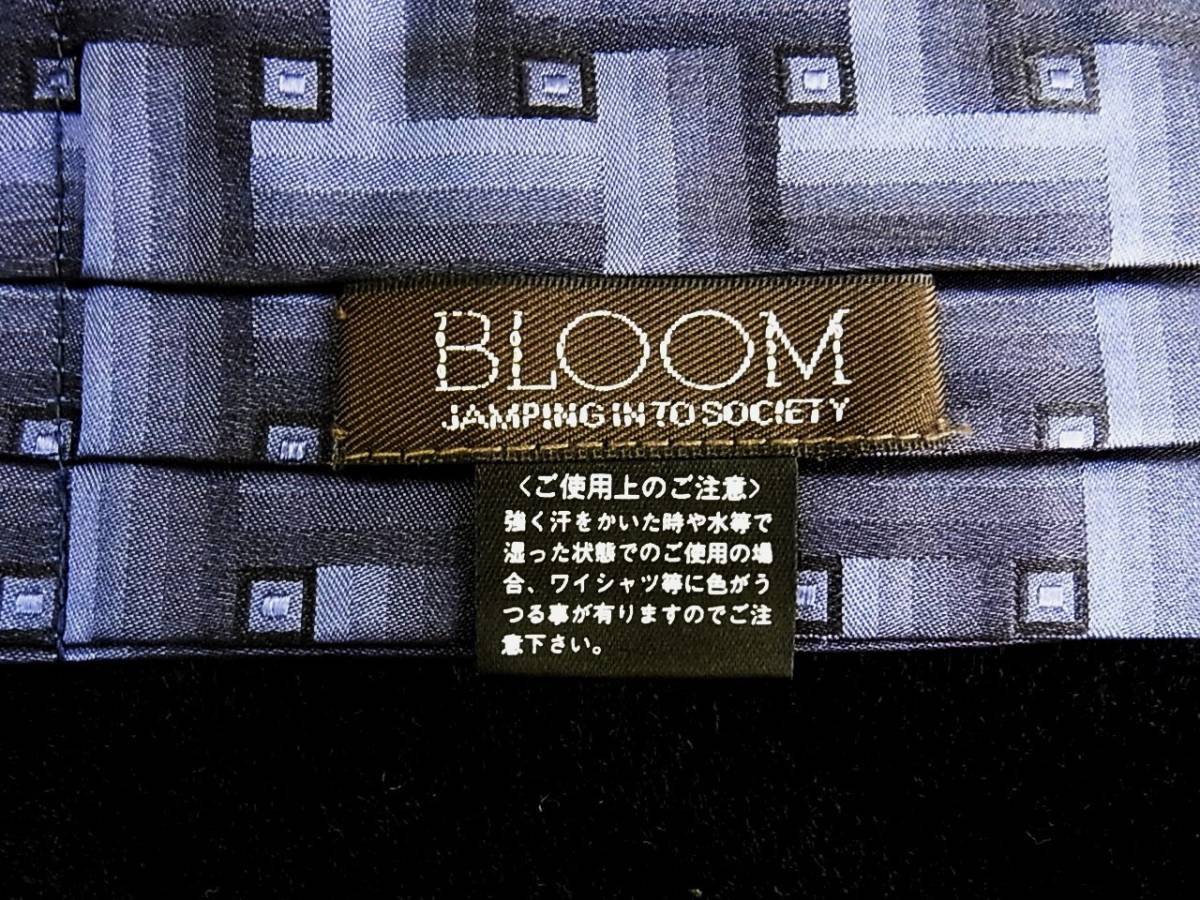 BLOOM
JAMPING IN TO SOCIETY
〈ご使用上のご注意〉
強く汗をかいた時や水等で
湿った状態でのご使用の場
合、ワイシャツ等に色がう
つる事が有りますのでご注
意下さい。